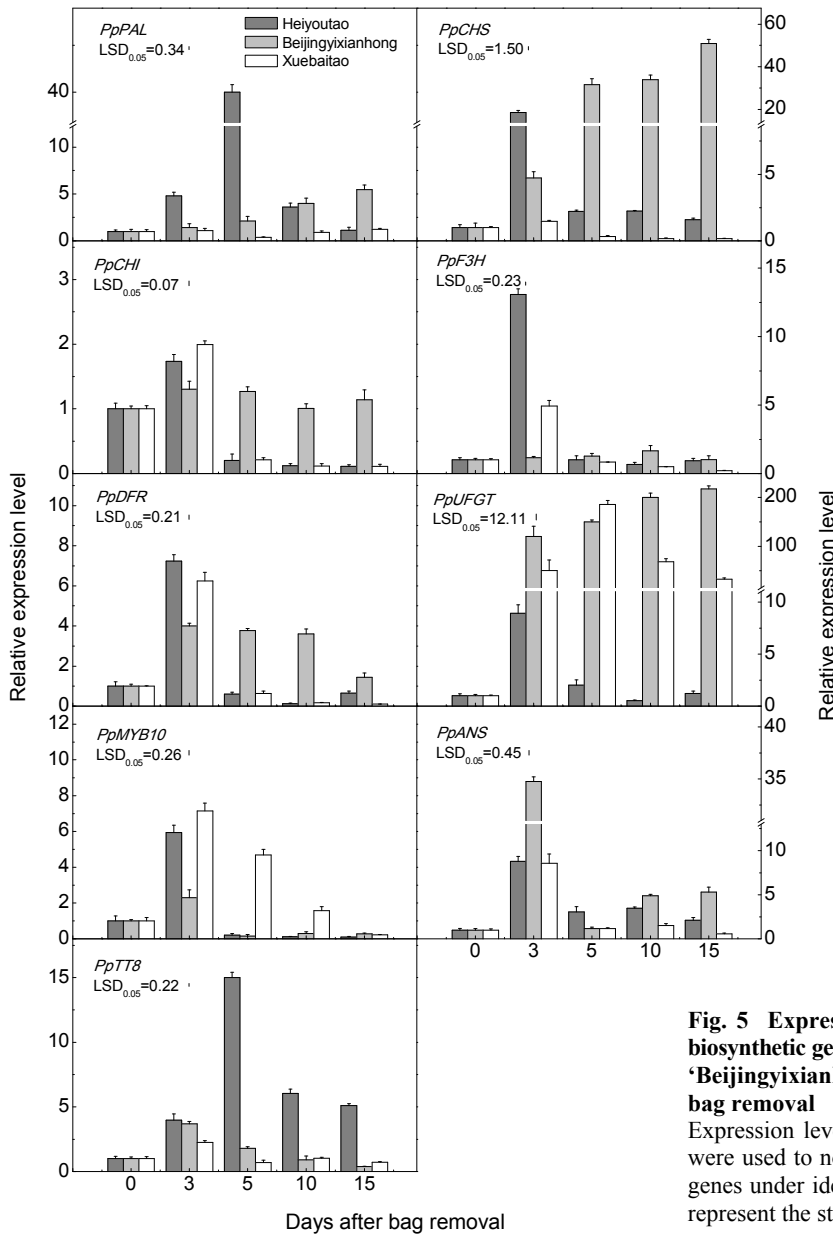 PpPAL
LSD0.05=0.34
Heiyoutao
Beijingyixianhong
Xuebaitao
40
10
5
0
PpCHS
LSD0.05=1.50
60
40
20
5
0
PpCHI
LSD0.05=0.07
3
2
1
0
PpF3H
LSD0.05=0.23
15
10
5
0
PpDFR
LSD0.05=0.21
10
8
6
4
2
0
PpUFGT
LSD0.05=12.11
200
100
10
5
0
PpMYB10
LSD0.05=0.26
12
10
8
6
4
2
0
PpANS
LSD0.05=0.45
40
35
10
5
0
0 3 5 10 15
PpTT8
LSD0.05=0.22
15
10
5
0
0 3 5 10 15
Relative expression level
Relative expression level
Days after bag removal
Fig. 5 Expres
biosynthetic ge
‘Beijingyixianl
bag removal
Expression lev
were used to no
genes under ide
represent the st